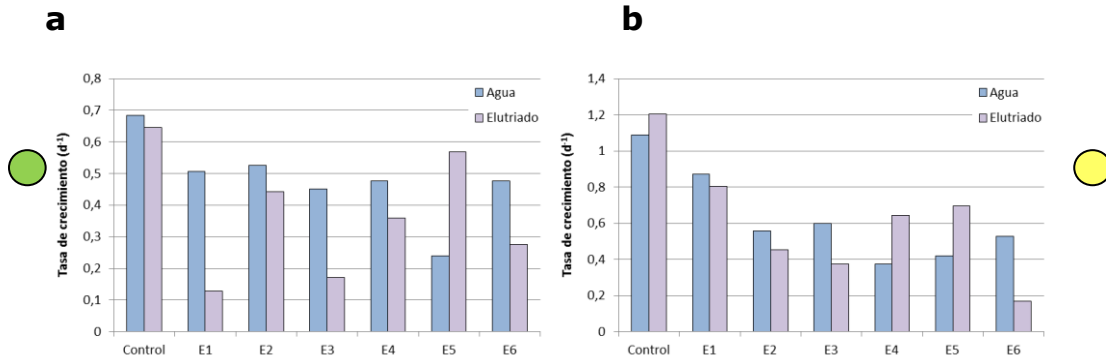 a
Tasa de crecimiento (d⁻¹)
0,8
0,7
0,6
0,5
0,4
0,3
0,2
0,1
0
Agua
Elutriado
Control E1 E2 E3 E4 E5 E6
b
Tasa de crecimiento (d⁻¹)
1,4
1,2
1
0,8
0,6
0,4
0,2
0
Agua
Elutriado
Control E1 E2 E3 E4 E5 E6